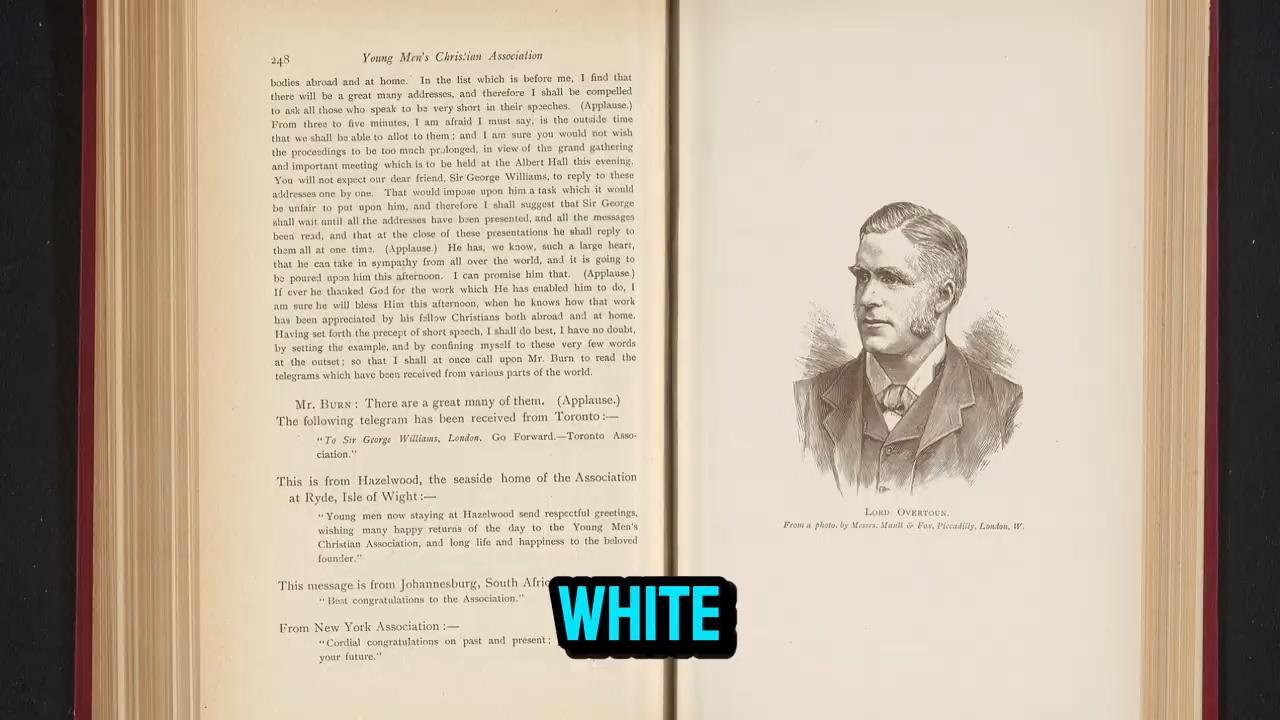 248 Young Men's Christian Association
bodies abroad and at home. In the list which is before me, I find that
there will be a great many addresses, and therefore I shall be compelled
to ask all those who speak to be very short in their speeches. (Applause.)
From three to five minutes, I am afraid I must say, is the outside time
that we shall be able to allot to them; and I am sure you would not wish
the proceedings to be too much prolonged, in view of the grand gathering
and important meeting which is to be held at the Albert Hall this evening.
You will not expect our dear friend, Sir George Williams, to reply to these
addresses one by one. That would impose upon him a task which it would
be unfair to put upon him, and therefore I shall suggest that Sir George
shall wait until all the addresses have been presented, and all the messages
been read, and that at the close of these presentations he shall reply to
them all at one time. (Applause.) He has, we know, such a large heart,
that he can take in sympathy from all over the world, and it is going to
be poured upon him this afternoon. I can promise him that. (Applause.)
If ever he thanked God for the work which He has enabled him to do, I
am sure he will bless Him this afternoon, when he knows how that work
has been appreciated by his fellow Christians both abroad and at home.
Having set forth the precept of short speech, I shall do best, I have no doubt,
by setting the example, and by confining myself to these very few words
at the outset; so that I shall at once call upon Mr. Burn to read the
telegrams which have been received from various parts of the world.
Mr. Burn: There are a great many of them. (Applause.)
The following telegram has been received from Toronto:—
"To Sir George Williams, London. Go Forward.—Toronto Asso-
ciation."
This is from Hazelwood, the seaside home of the Association
at Ryde, Isle of Wight:—
"Young men now staying at Hazelwood send respectful greetings,
wishing many happy returns of the day to the Young Men's
Christian Association, and long life and happiness to the beloved
founder."
This message is from Johannesburg, South Afric
"Best congratulations to the Association."
From New York Association:—
"Cordial congratulations on past and present;
your future."
Lord Overtoun.
From a photo. by Messrs. Maull & Fox, Piccadilly, London, W.
WHITE